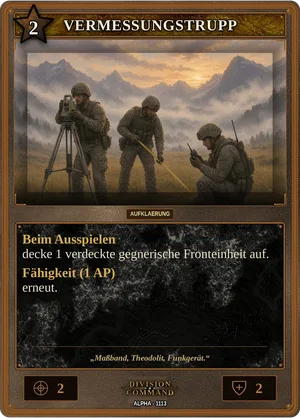 2
VERMESSUNGSTRUPP
AUFKLAERUNG
Beim Ausspielen
decke 1 verdeckte gegnerische Fronteinheit auf.
Fähigkeit (1 AP)
erneut.
„Maßband, Theodolit, Funkgerät.“
2
DIVISION
COMMAND
2
ALPHA · 1113